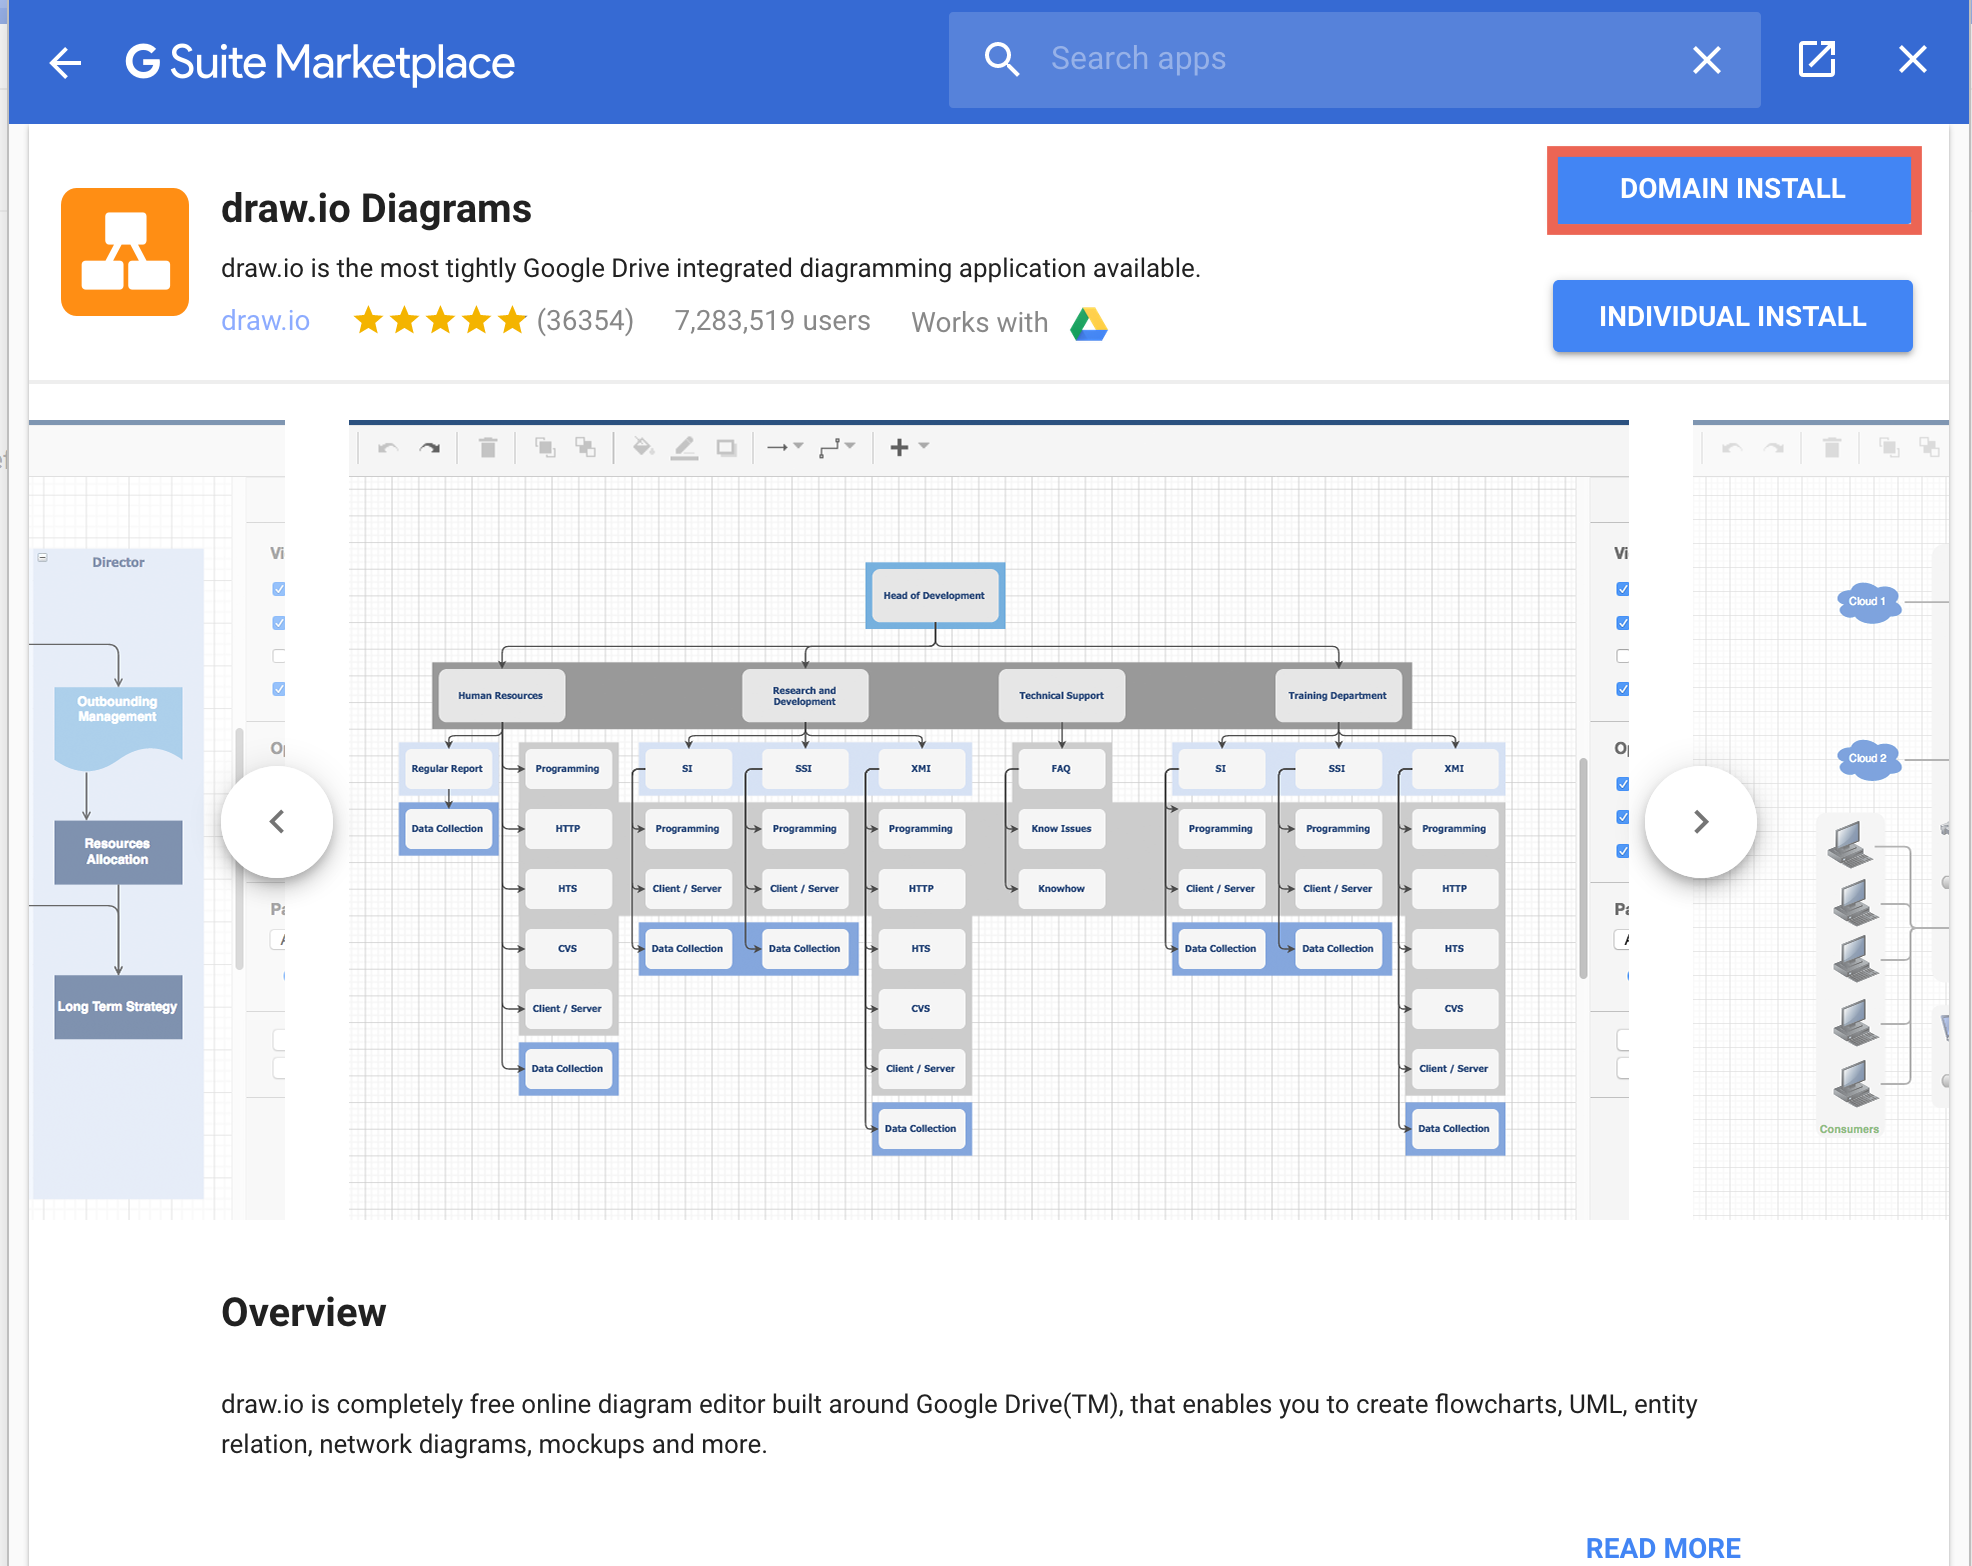 G Suite Marketplace
Search apps
draw.io Diagrams
draw.io is the most tightly Google Drive integrated diagramming application available.
draw.io (36354) 7,283,519 users Works with
DOMAIN INSTALL
INDIVIDUAL INSTALL
Director
Outbounding
Management
Resources
Allocation
Long Term Strategy
Vi
Op
Pa
Head of Development
Human Resources
Research and
Development
Technical Support
Training Department
Regular Report
Programming
SI
SSI
XMI
FAQ
SI
SSI
XMI
Data Collection
HTTP
Programming
Programming
Programming
Know Issues
Programming
Programming
Programming
HTS
Client / Server
Client / Server
HTTP
Knowhow
Client / Server
Client / Server
HTTP
CVS
Data Collection
Data Collection
HTS
Data Collection
Data Collection
HTS
Client / Server
CVS
CVS
Data Collection
Client / Server
Client / Server
Data Collection
Data Collection
Vi
Op
Pa
Cloud 1
Cloud 2
Consumers
Overview
draw.io is completely free online diagram editor built around Google Drive(TM), that enables you to create flowcharts, UML, entity
relation, network diagrams, mockups and more.
READ MORE